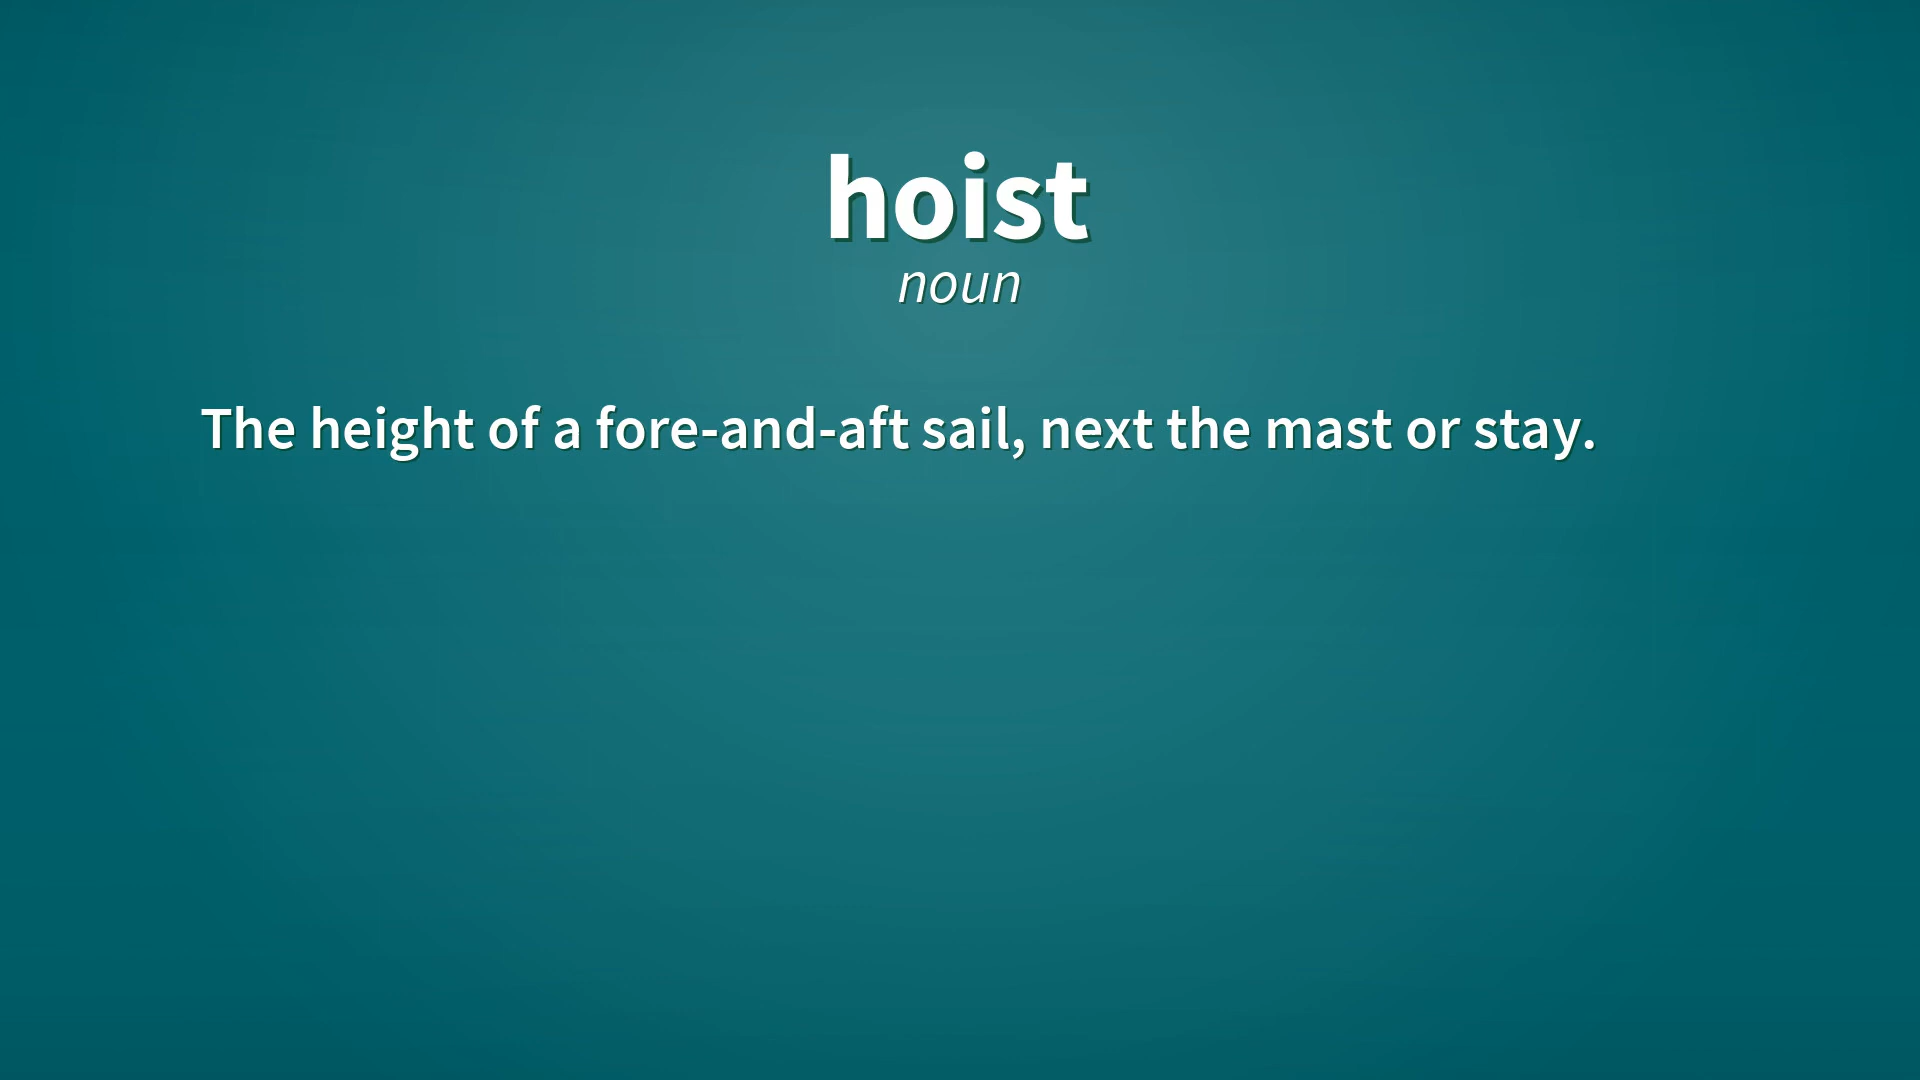 hoist
noun
The height of a fore-and-aft sail, next the mast or stay.